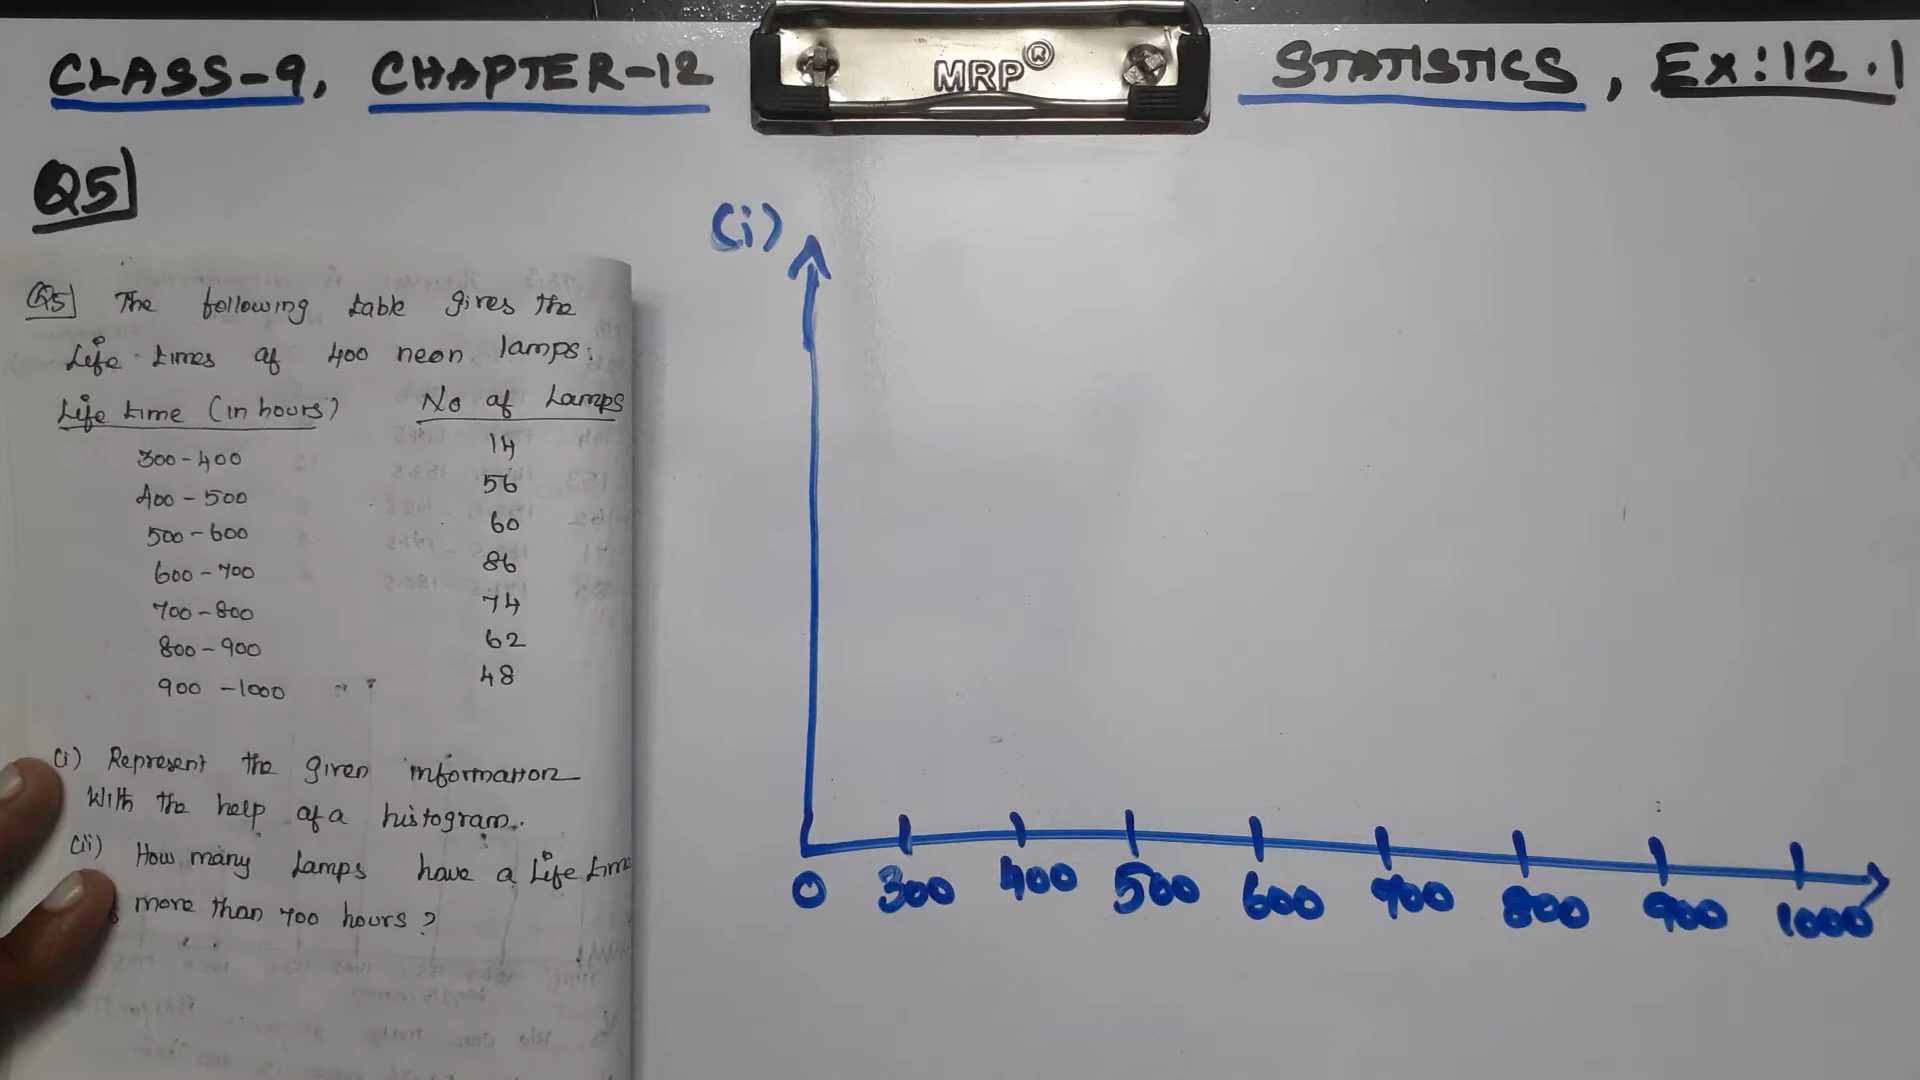 CLASS-9, CHAPTER-12
MRP®
STATISTICS, Ex:12.1
Q5
Q5 The following table gives the
Life times of 400 neon lamps:
Life time (in hours) No of Lamps
300-400 14
400-500 56
500-600 60
600-700 86
700-800 74
800-900 62
900-1000 48
(i) Represent the given information
With the help of a histogram.
(ii) How many Lamps have a Life time
more than 700 hours?
(i)
0 300 400 500 600 700 800 900 1000